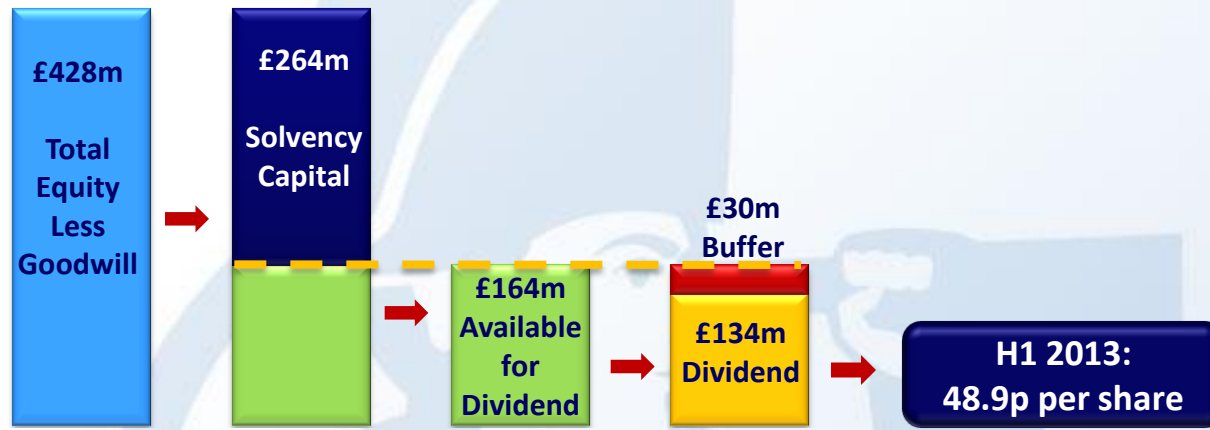 £428m
Total
Equity
Less
Goodwill
£264m
Solvency
Capital
£164m
Available
for
Dividend
£30m
Buffer
£134m
Dividend
H1 2013:
48.9p per share